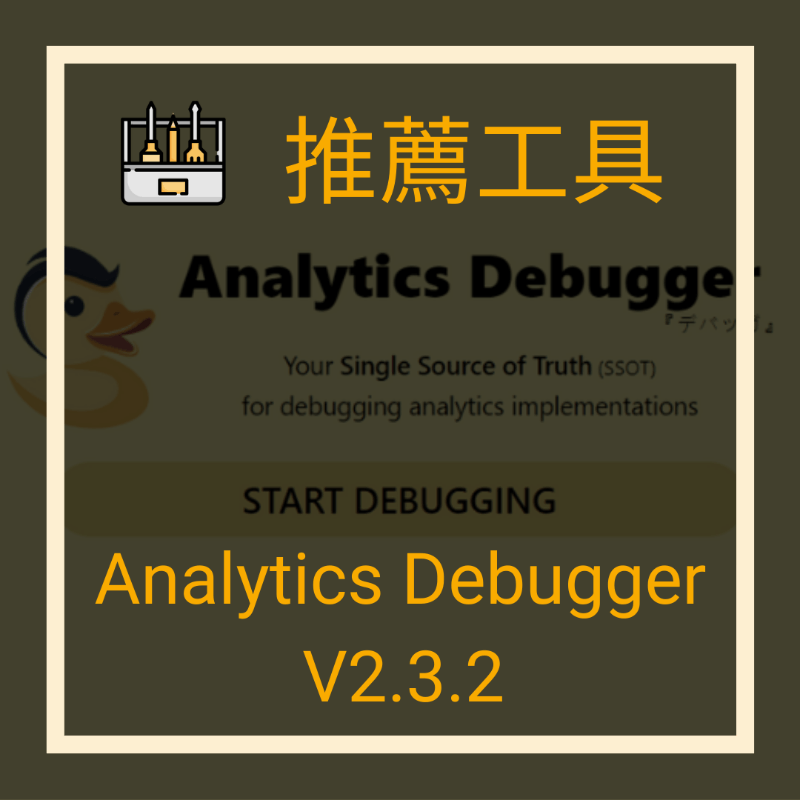 推薦工具
Analytics Debugger
『デバッガ』
Your Single Source of Truth (SSOT)
for debugging analytics implementations
START DEBUGGING
Analytics Debugger
V2.3.2